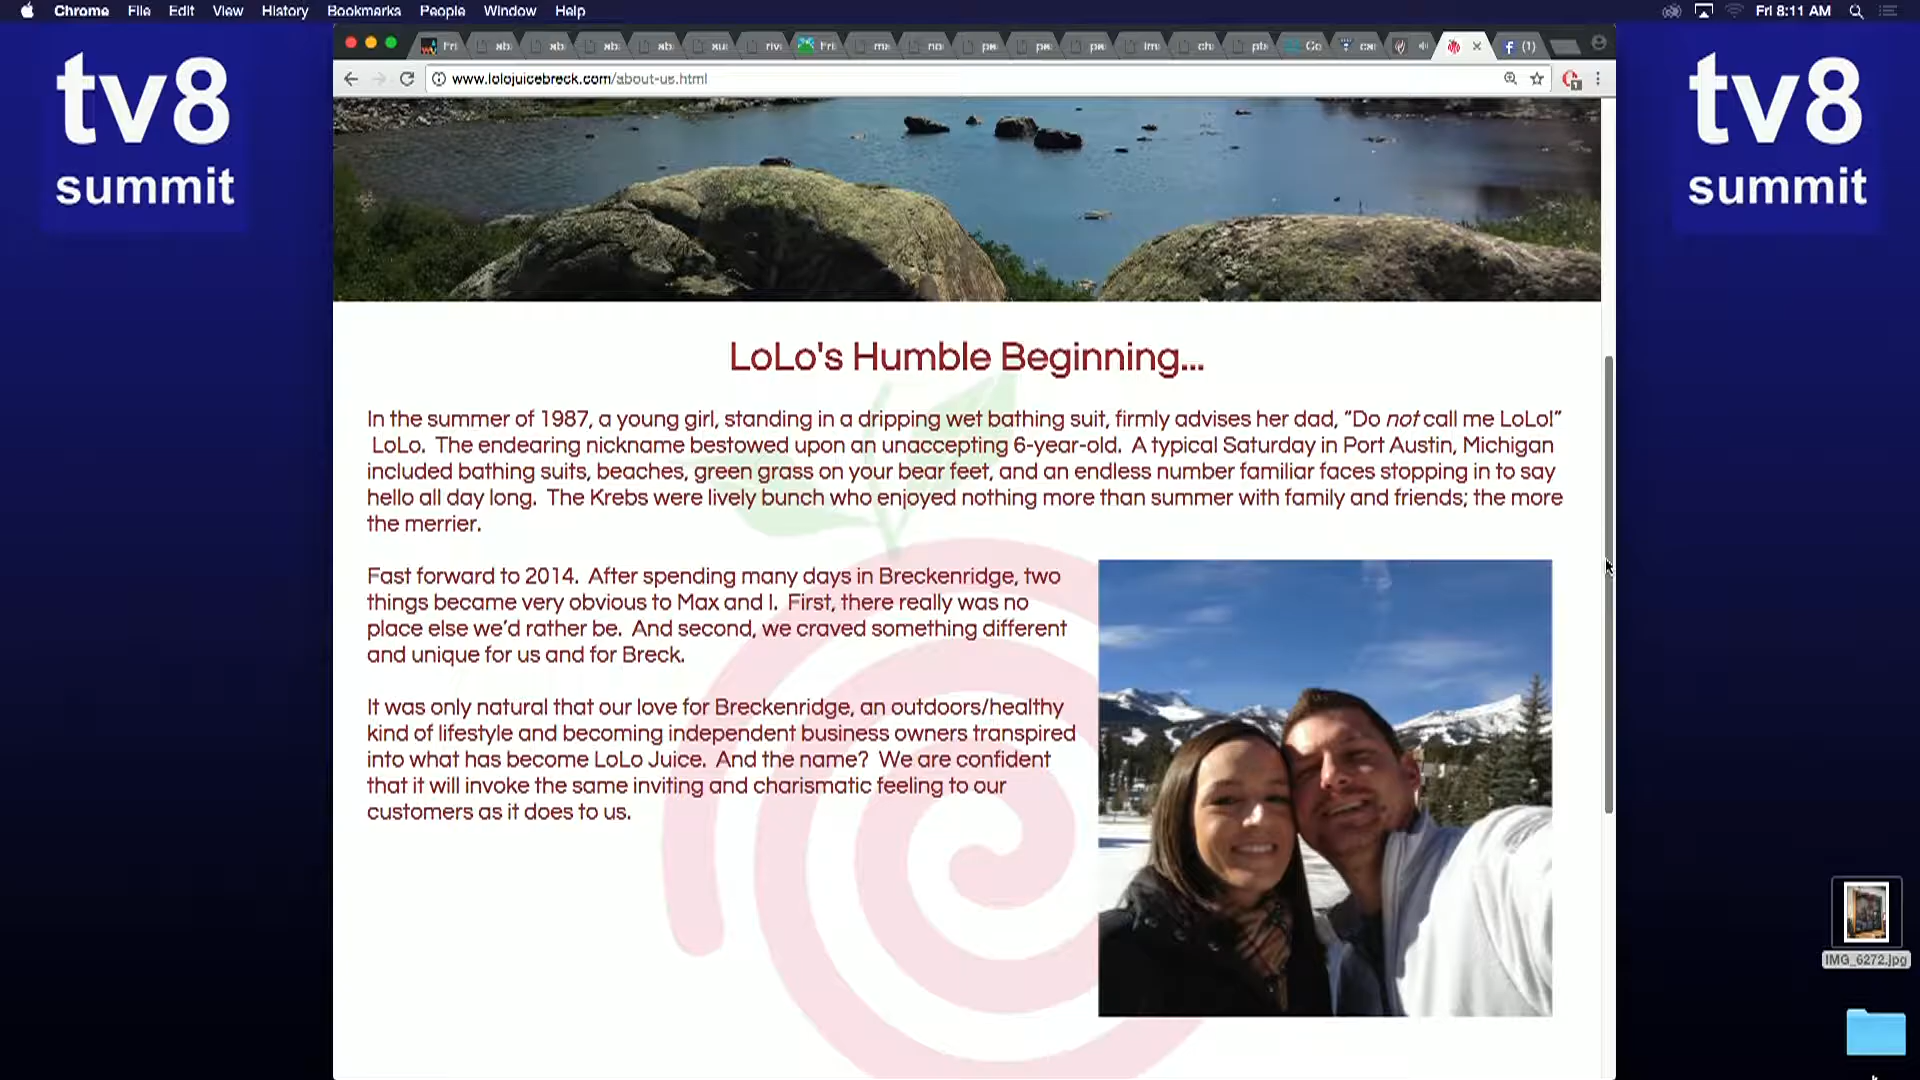 Chrome File Edit View History Bookmarks People Window Help
Fri 8:11 AM
tv8
summit
tv8
summit
Fri
(1)
www.lolojuicebreck.com/about-us.html
LoLo's Humble Beginning...
In the summer of 1987, a young girl, standing in a dripping wet bathing suit, firmly advises her dad, “Do not call me LoLo!”
LoLo. The endearing nickname bestowed upon an unaccepting 6-year-old. A typical Saturday in Port Austin, Michigan
included bathing suits, beaches, green grass on your bear feet, and an endless number familiar faces stopping in to say
hello all day long. The Krebs were lively bunch who enjoyed nothing more than summer with family and friends; the more
the merrier.
Fast forward to 2014. After spending many days in Breckenridge, two
things became very obvious to Max and I. First, there really was no
place else we’d rather be. And second, we craved something different
and unique for us and for Breck.
It was only natural that our love for Breckenridge, an outdoors/healthy
kind of lifestyle and becoming independent business owners transpired
into what has become LoLo Juice. And the name? We are confident
that it will invoke the same inviting and charismatic feeling to our
customers as it does to us.
IMG_6272.jpg